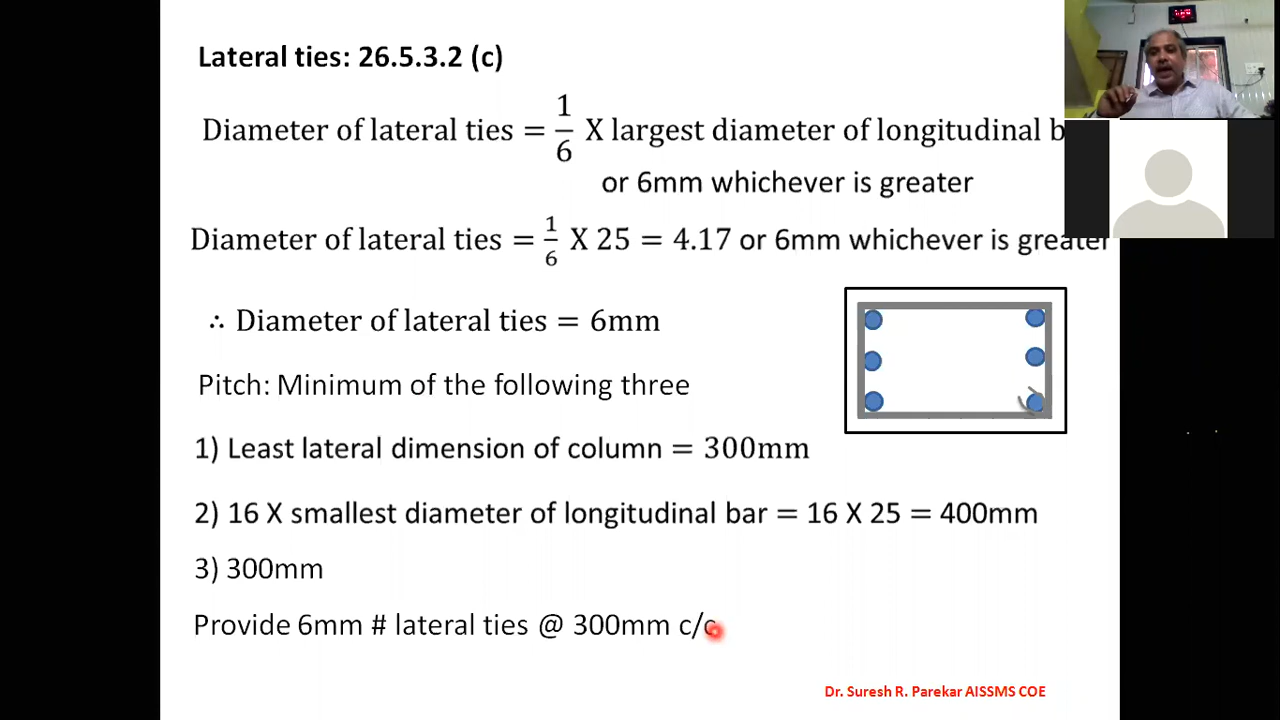 Lateral ties: 26.5.3.2 (c)
Diameter of lateral ties = 1/6 X largest diameter of longitudinal b
or 6mm whichever is greater
Diameter of lateral ties = 1/6 X 25 = 4.17 or 6mm whichever is greater
∴ Diameter of lateral ties = 6mm
Pitch: Minimum of the following three
1) Least lateral dimension of column = 300mm
2) 16 X smallest diameter of longitudinal bar = 16 X 25 = 400mm
3) 300mm
Provide 6mm # lateral ties @ 300mm c/c
Dr. Suresh R. Parekar AISSMS COE